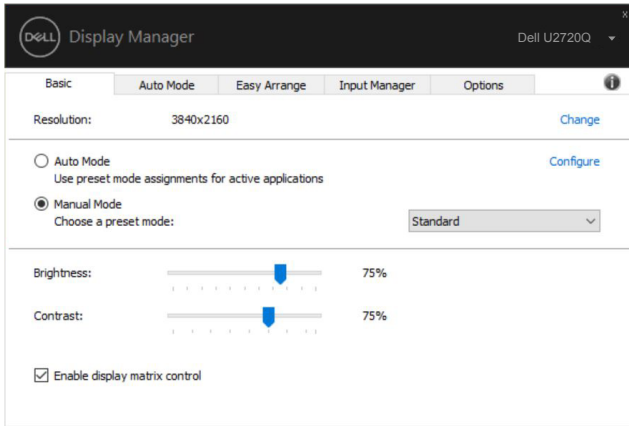 x
DELL Display Manager
Dell U2720Q
Basic Auto Mode Easy Arrange Input Manager Options
Resolution: 3840x2160 Change
Auto Mode Configure
Use preset mode assignments for active applications
Manual Mode
Choose a preset mode: Standard
Brightness: 75%
Contrast: 75%
Enable display matrix control